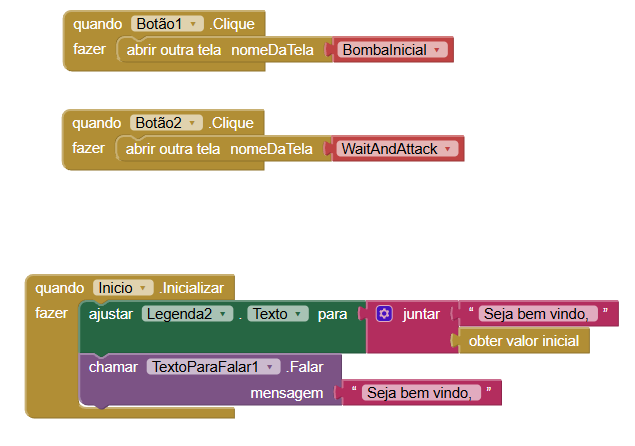 quando Botão1 .Clique
fazer abrir outra tela nomeDaTela BombaInicial
quando Botão2 .Clique
fazer abrir outra tela nomeDaTela WaitAndAttack
quando Inicio .Inicializar
fazer ajustar Legenda2 . Texto para juntar “ Seja bem vindo, ”
obter valor inicial
chamar TextoParaFalar1 .Falar
mensagem “ Seja bem vindo, ”